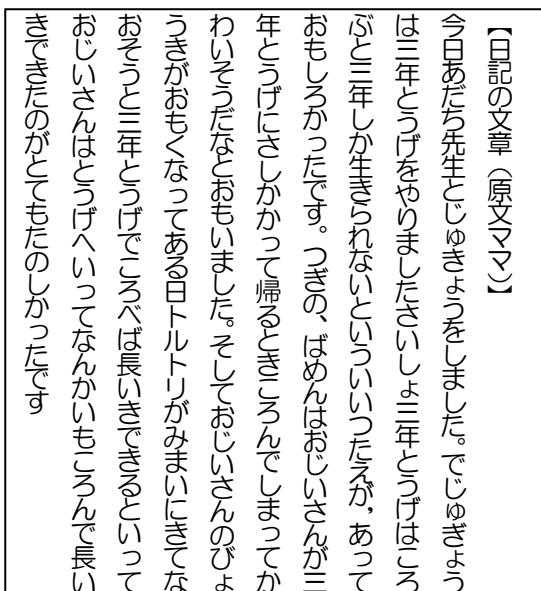 【日記の文章（原文ママ）】
今日あだち先生とじゅきょうをしました。でじゅぎょう
は三年とうげをやりましたさいしょ三年とうげはころ
ぶと三年しか生きられないといういいつたえが，あって
おもしろかったです。つぎの、ばめんはおじいさんが三
年とうげにさしかかって帰るときころんでしまってか
わいそうだなとおもいました。そしておじいさんのびょ
うきがおもくなってある日トルトリがみまいにきてな
おそうと三年とうげでころべば長いきできるといって
おじいさんはとうげへいってなんかいもころんで長い
きできたのがとてもたのしかったです